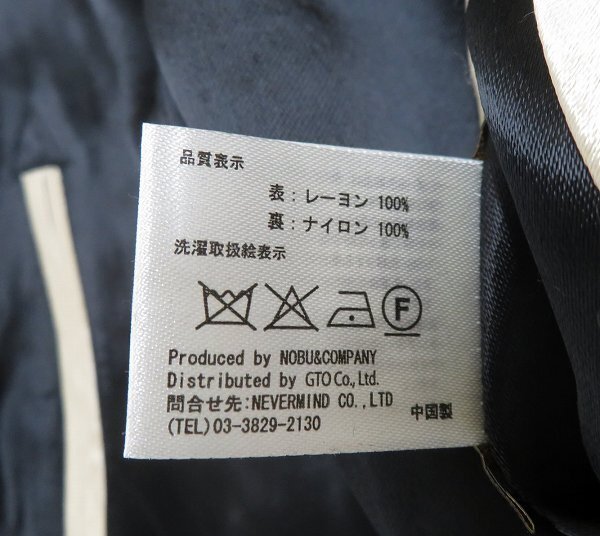 品質表示
表:レーヨン 100%
裏:ナイロン 100%
洗濯取扱絵表示
F
Produced by NOBU&COMPANY
Distributed by GTO Co,Ltd.
問合せ先:NEVERMIND CO.,LTD
(TEL) 03-3829-2130 中国製